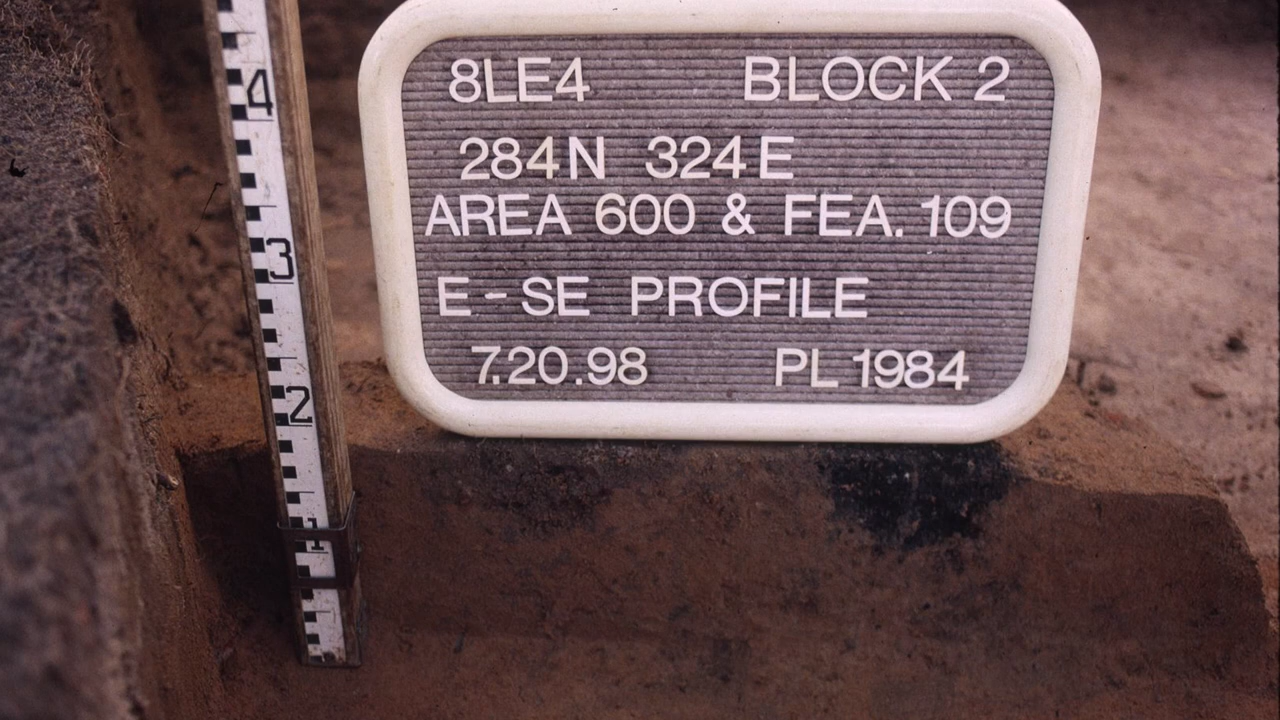 8LE4 BLOCK 2
284N 324E
AREA 600 & FEA. 109
E-SE PROFILE
7.20.98 PL 1984
4
3
2
1